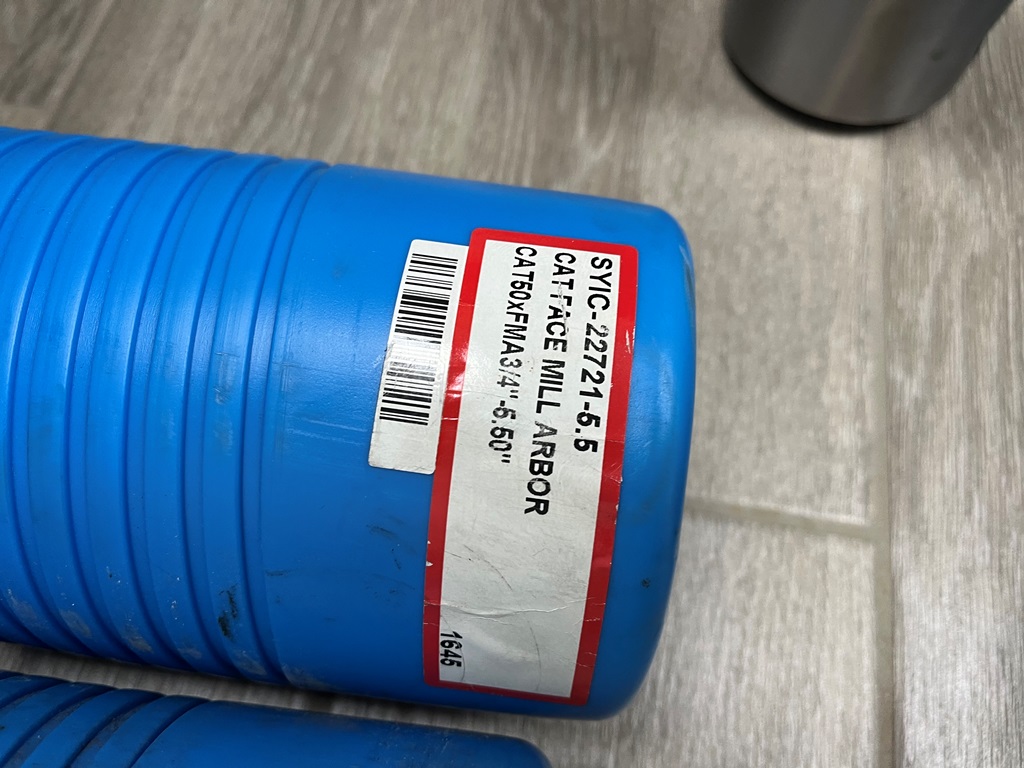 SYIC-22721-5.5
CAT FACE MILL ARBOR
CAT50xFMA3/4"-5.50"
1645